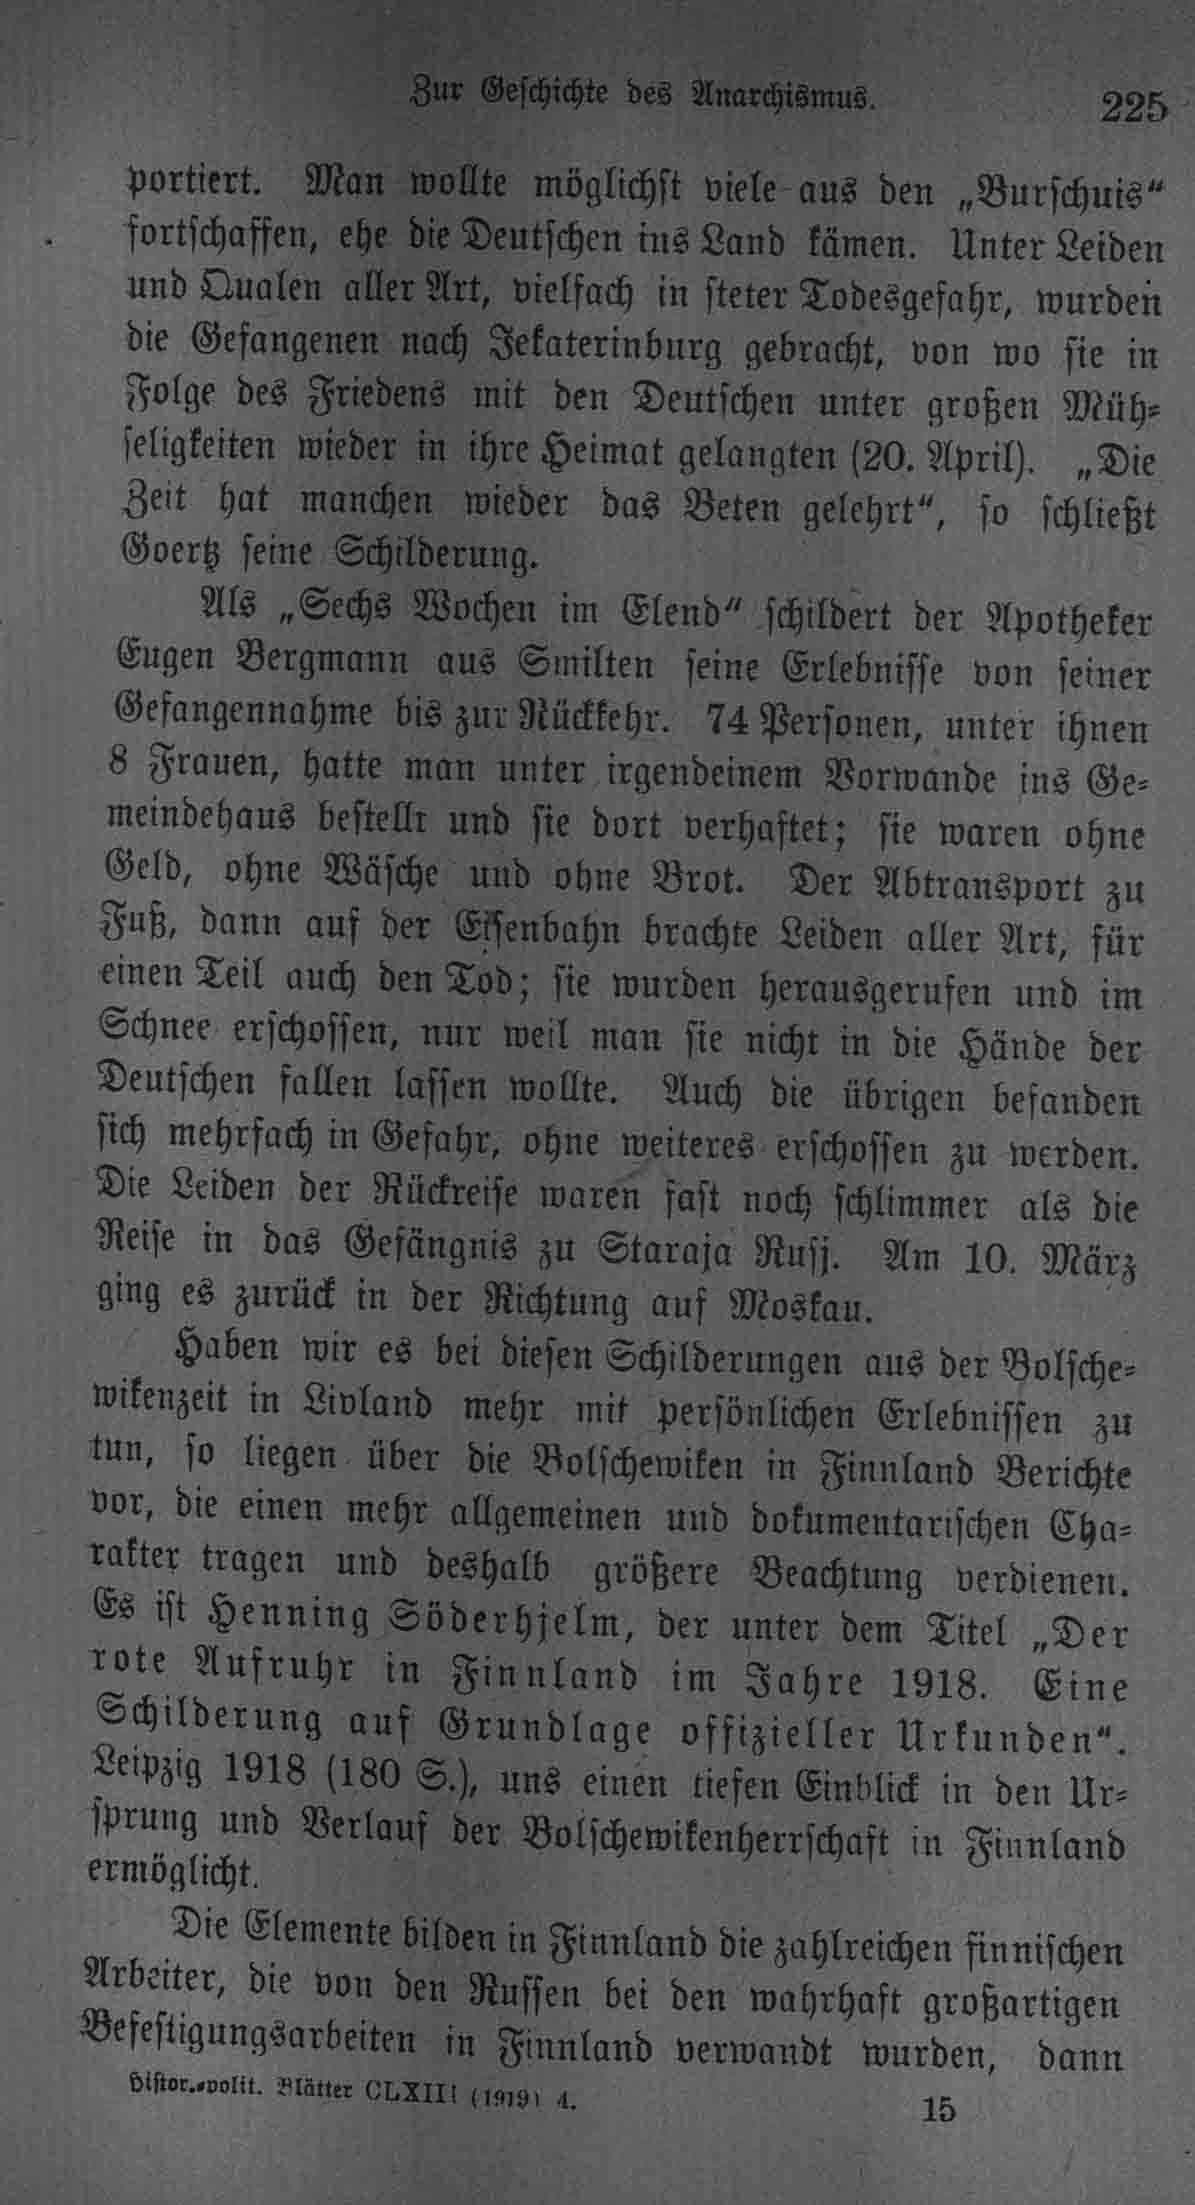 Zur Geschichte des Anarchismus.
225
portiert. Man wollte möglichst viele aus den „Burschuis“
fortschaffen, ehe die Deutschen ins Land kämen. Unter Leiden
und Qualen aller Art, vielfach in steter Todesgefahr, wurden
die Gefangenen nach Jekaterinburg gebracht, von wo sie in
Folge des Friedens mit den Deutschen unter großen Müh-
seligkeiten wieder in ihre Heimat gelangten (20. April). „Die
Zeit hat manchen wieder das Beten gelehrt“, so schließt
Goertz seine Schilderung.
Als „Sechs Wochen im Elend“ schildert der Apotheker
Eugen Bergmann aus Smilten seine Erlebnisse von seiner
Gefangennahme bis zur Rückkehr. 74 Personen, unter ihnen
8 Frauen, hatte man unter irgendeinem Vorwande ins Ge-
meindehaus bestellt und sie dort verhaftet; sie waren ohne
Geld, ohne Wäsche und ohne Brot. Der Abtransport zu
Fuß, dann auf der Eisenbahn brachte Leiden aller Art, für
einen Teil auch den Tod; sie wurden herausgerufen und im
Schnee erschossen, nur weil man sie nicht in die Hände der
Deutschen fallen lassen wollte. Auch die übrigen befanden
sich mehrfach in Gefahr, ohne weiteres erschossen zu werden.
Die Leiden der Rückreise waren fast noch schlimmer als die
Reise in das Gefängnis zu Staraja Rusj. Am 10. März
ging es zurück in der Richtung auf Moskau.
Haben wir es bei diesen Schilderungen aus der Bolsche-
wikenzeit in Livland mehr mit persönlichen Erlebnissen zu
tun, so liegen über die Bolschewiken in Finnland Berichte
vor, die einen mehr allgemeinen und dokumentarischen Cha-
rakter tragen und deshalb größere Beachtung verdienen.
Es ist Henning Söderhjelm, der unter dem Titel „Der
rote Aufruhr in Finnland im Jahre 1918. Eine
Schilderung auf Grundlage offizieller Urkunden“.
Leipzig 1918 (180 S.), uns einen tiefen Einblick in den Ur-
sprung und Verlauf der Bolschewikenherrschaft in Finnland
ermöglicht.
Die Elemente bilden in Finnland die zahlreichen finnischen
Arbeiter, die von den Russen bei den wahrhaft großartigen
Befestigungsarbeiten in Finnland verwandt wurden, dann
Histor.-polit. Blätter CLXIII (1919) 4.
15